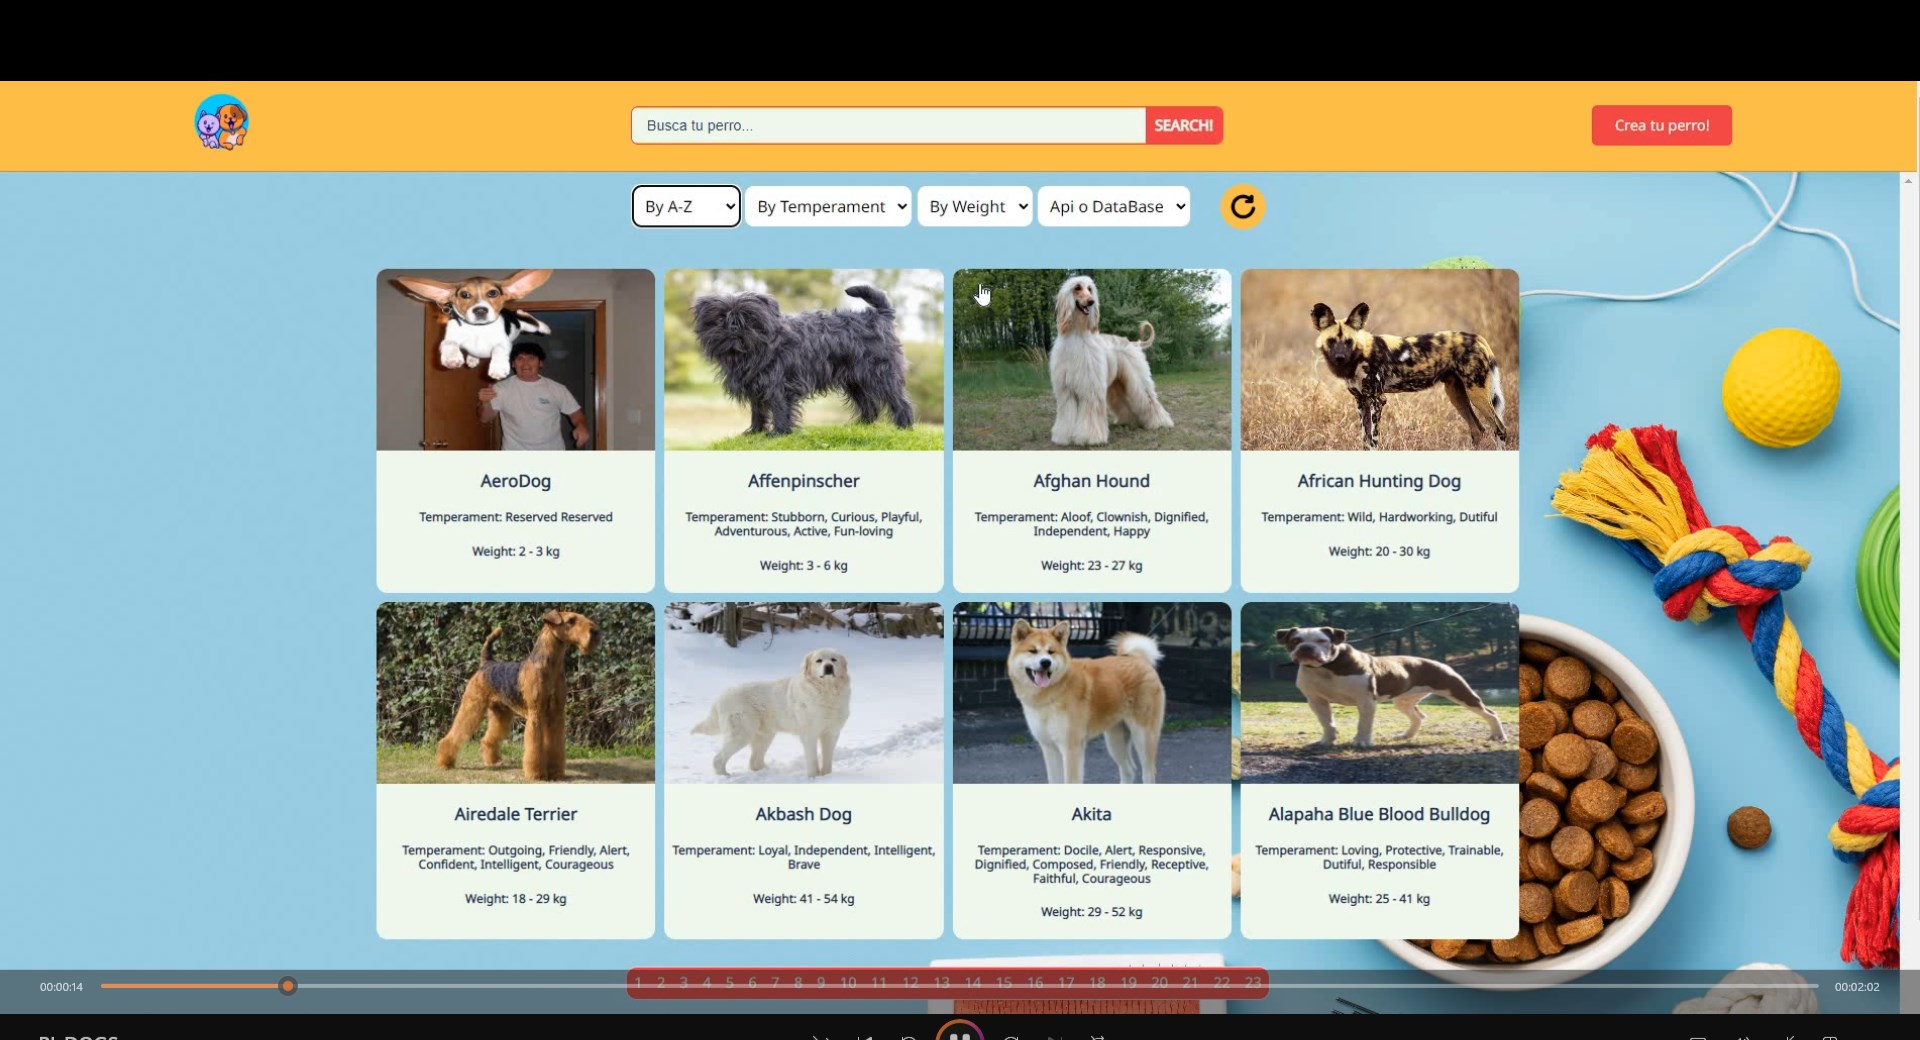 Busca tu perro...
SEARCH!
Crea tu perro!
By A-Z
By Temperament
By Weight
Api o DataBase
AeroDog
Temperament: Reserved Reserved
Weight: 2 - 3 kg
Affenpinscher
Temperament: Stubborn, Curious, Playful,
Adventurous, Active, Fun-loving
Weight: 3 - 6 kg
Afghan Hound
Temperament: Aloof, Clownish, Dignified,
Independent, Happy
Weight: 23 - 27 kg
African Hunting Dog
Temperament: Wild, Hardworking, Dutiful
Weight: 20 - 30 kg
Airedale Terrier
Temperament: Outgoing, Friendly, Alert,
Confident, Intelligent, Courageous
Weight: 18 - 29 kg
Akbash Dog
Temperament: Loyal, Independent, Intelligent,
Brave
Weight: 41 - 54 kg
Akita
Temperament: Docile, Alert, Responsive,
Dignified, Composed, Friendly, Receptive,
Faithful, Courageous
Weight: 29 - 52 kg
Alapaha Blue Blood Bulldog
Temperament: Loving, Protective, Trainable,
Dutiful, Responsible
Weight: 25 - 41 kg
00:00:14
1 2 3 4 5 6 7 8 9 10 11 12 13 14 15 16 17 18 19 20 21 22 23
00:02:02